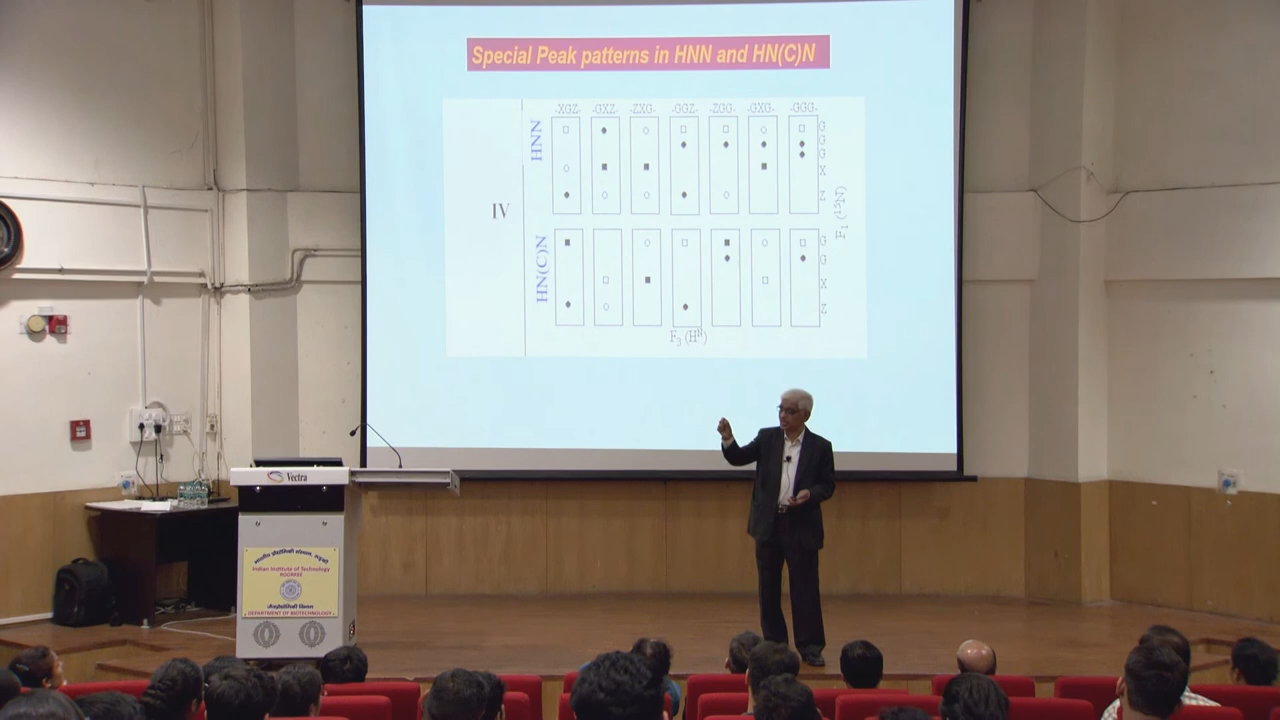 Special Peak patterns in HNN and HN(C)N
-XGZ- -GXZ- -ZXG- -GGZ- -ZGG- -GXG- -GGG-
HNN
G
G
G
X
Z
IV
F₁ (¹⁵N)
HN(C)N
G
G
X
Z
F₃ (Hᴺ)
Vectra
Indian Institute of Technology
ROORKEE
DEPARTMENT OF BIOTECHNOLOGY